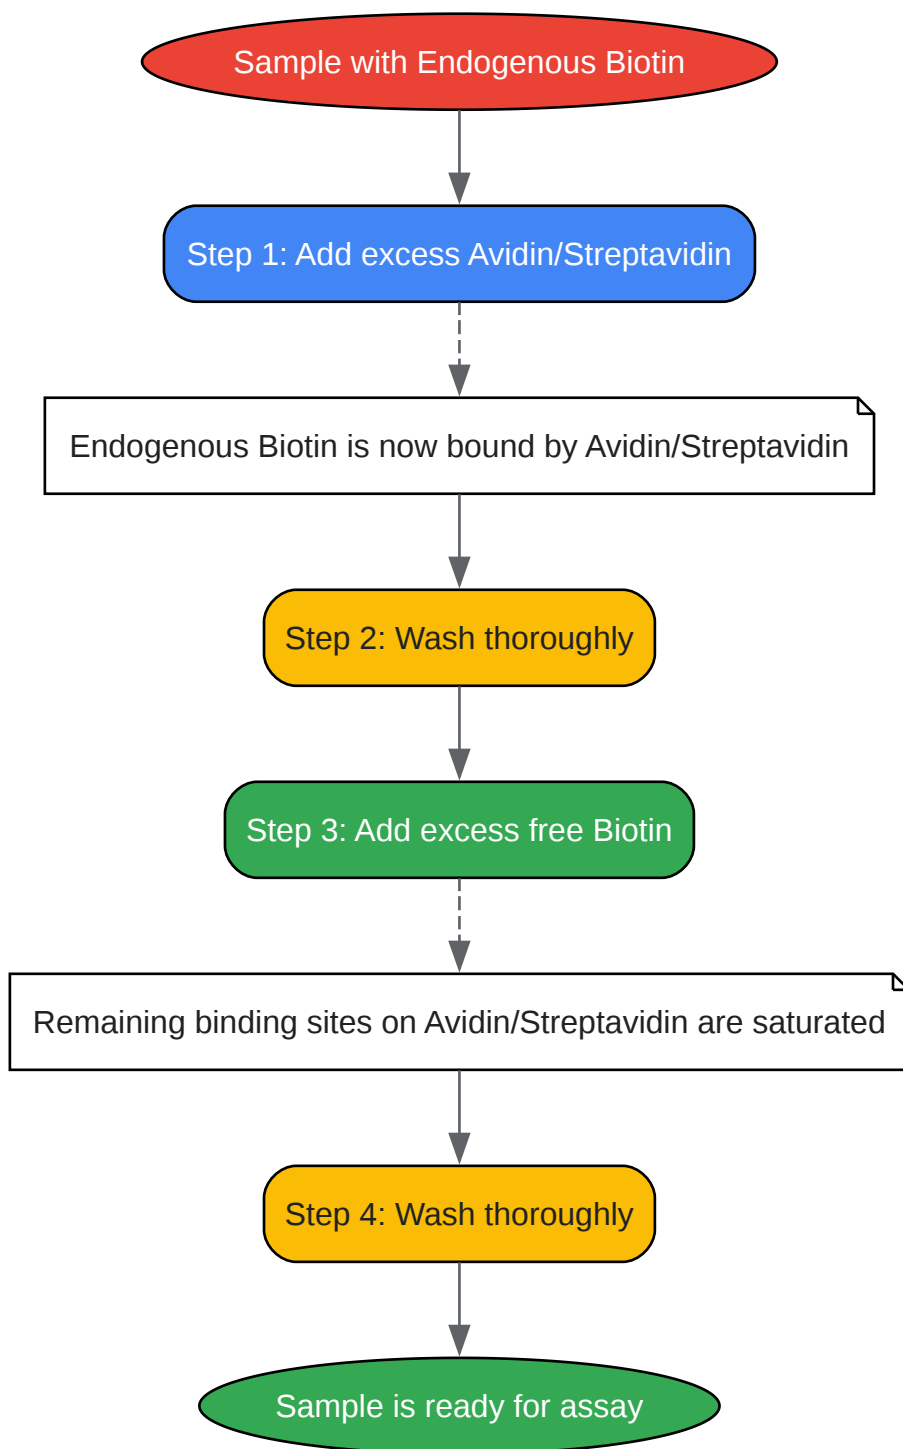 Sample with Endogenous Biotin
Step 1: Add excess Avidin/Streptavidin
Endogenous Biotin is now bound by Avidin/Streptavidin
Step 2: Wash thoroughly
Step 3: Add excess free Biotin
Remaining binding sites on Avidin/Streptavidin are saturated
Step 4: Wash thoroughly
Sample is ready for assay